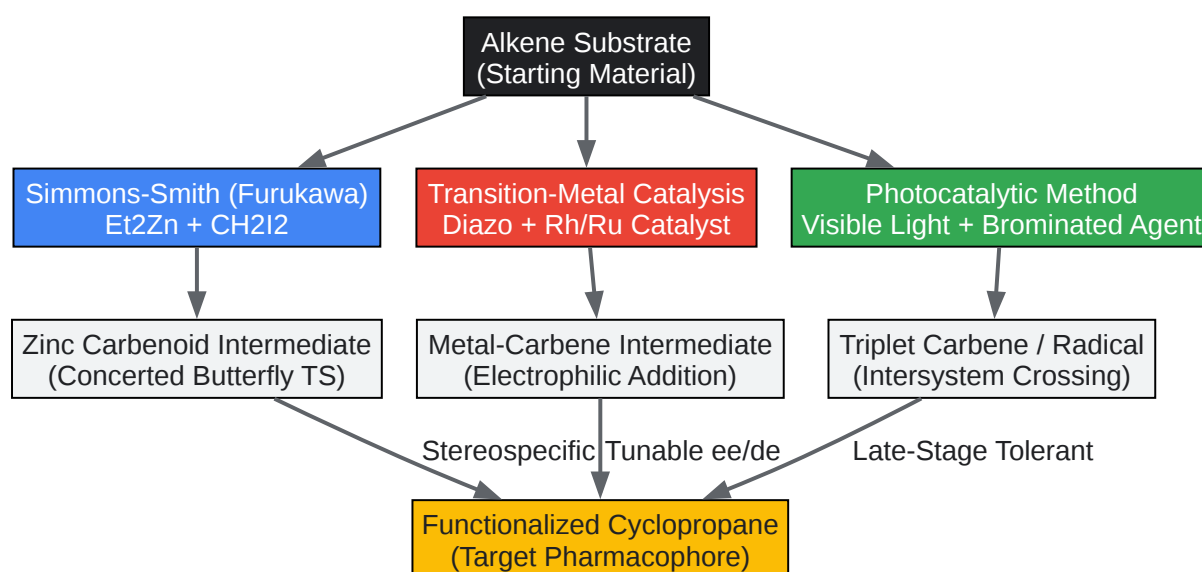 Alkene Substrate
(Starting Material)
Simmons-Smith (Furukawa)
Et2Zn + CH2I2
Transition-Metal Catalysis
Diazo + Rh/Ru Catalyst
Photocatalytic Method
Visible Light + Brominated Agent
Zinc Carbenoid Intermediate
(Concerted Butterfly TS)
Metal-Carbene Intermediate
(Electrophilic Addition)
Triplet Carbene / Radical
(Intersystem Crossing)
Stereospecific
Tunable ee/de
Late-Stage Tolerant
Functionalized Cyclopropane
(Target Pharmacophore)